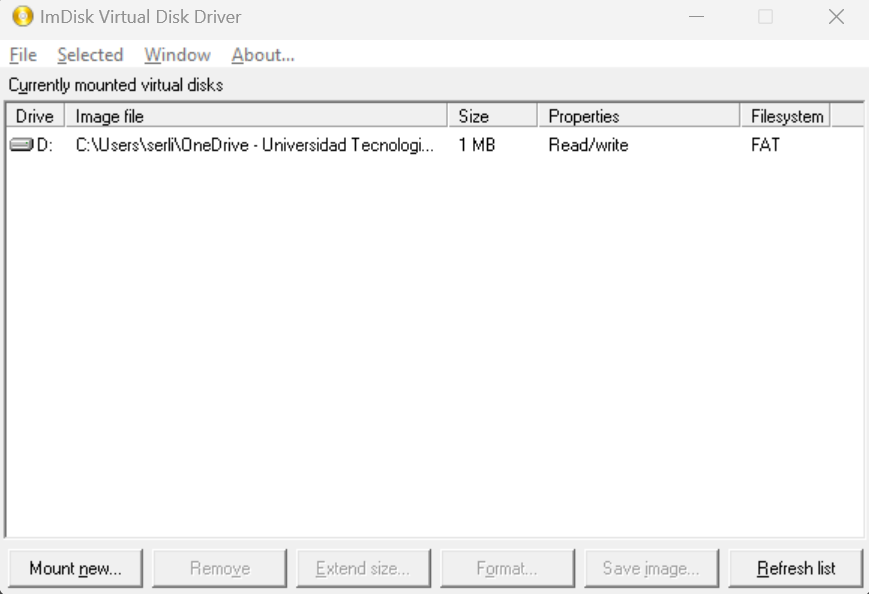 ImDisk Virtual Disk Driver
File Selected Window About...
Currently mounted virtual disks
Drive Image file Size Properties Filesystem
D: C:\Users\serli\OneDrive - Universidad Tecnologi... 1 MB Read/write FAT
Mount new... Remove Extend size... Format... Save image... Refresh list